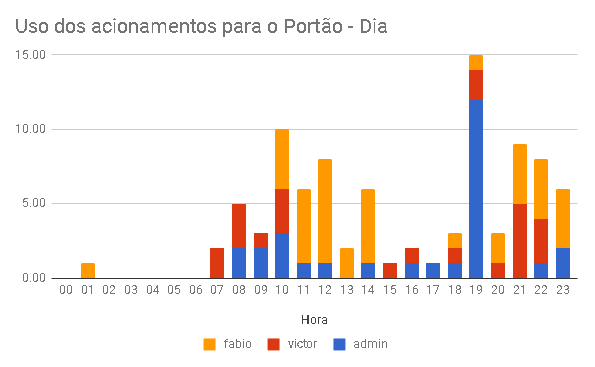 Uso dos acionamentos para o Portão - Dia
15.00
10.00
5.00
0.00
00 01 02 03 04 05 06 07 08 09 10 11 12 13 14 15 16 17 18 19 20 21 22 23
Hora
fabio victor admin